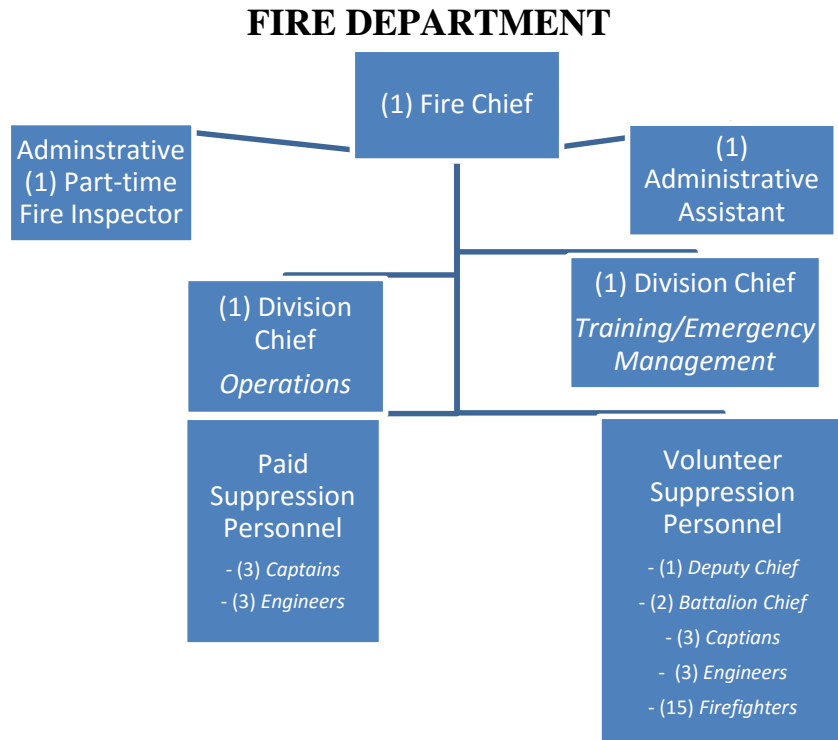 FIRE DEPARTMENT
(1) Fire Chief
Adminstrative
(1) Part-time
Fire Inspector
(1)
Administrative
Assistant
(1) Division
Chief
Operations
(1) Division Chief
Training/Emergency
Management
Paid
Suppression
Personnel
- (3) Captains
- (3) Engineers
Volunteer
Suppression
Personnel
- (1) Deputy Chief
- (2) Battalion Chief
- (3) Captians
- (3) Engineers
- (15) Firefighters